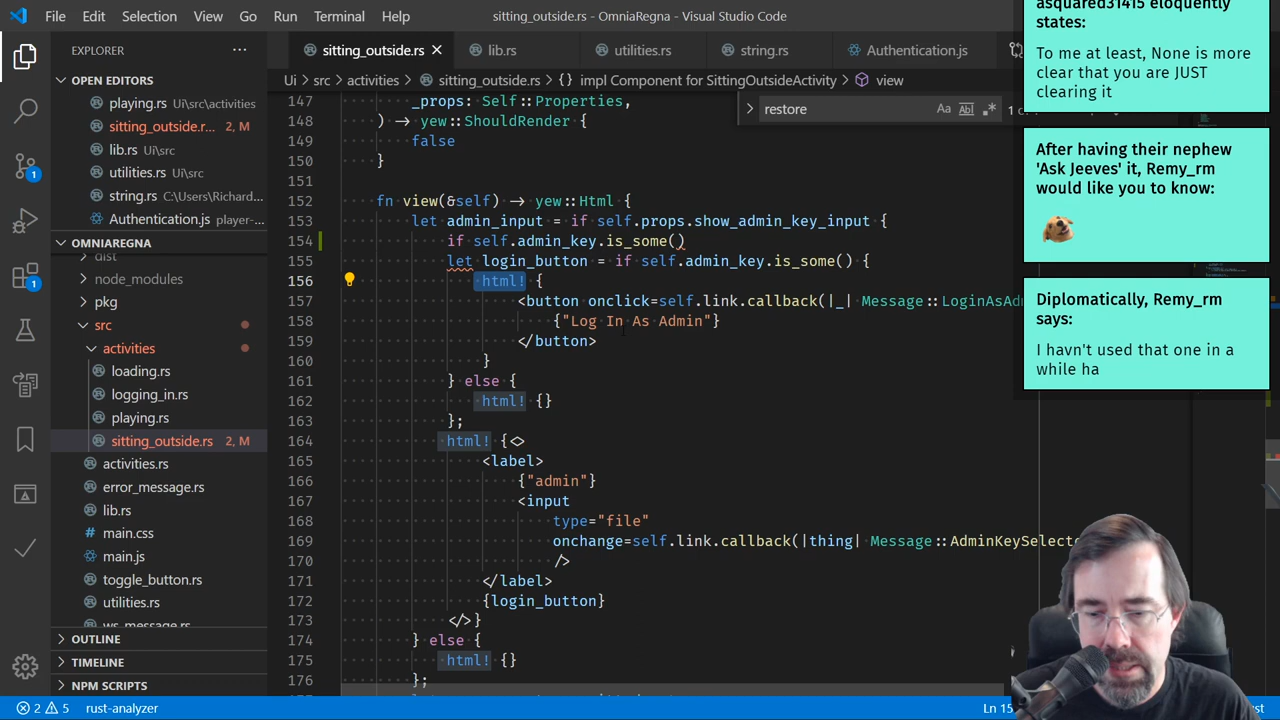 File Edit Selection View Go Run Terminal Help sitting_outside.rs - OmniaRegna - Visual Studio Code
EXPLORER
OPEN EDITORS
playing.rs Ui\src\activities
sitting_outside.r... 2, M
lib.rs Ui\src
utilities.rs Ui\src
string.rs C:\Users\Richard...
Authentication.js player-...
OMNIAREGNA
dist
node_modules
pkg
src
activities
loading.rs
logging_in.rs
playing.rs
sitting_outside.rs 2, M
activities.rs
error_message.rs
lib.rs
main.css
main.js
toggle_button.rs
utilities.rs
ws_message.rs
OUTLINE
TIMELINE
NPM SCRIPTS
1
1
sitting_outside.rs lib.rs utilities.rs string.rs Authentication.js
Ui > src > activities > sitting_outside.rs > {} impl Component for SittingOutsideActivity > view
restore Aa Abl 1 o
147 _props: Self::Properties,
148 ) -> yew::ShouldRender {
149 false
150 }
151
152 fn view(&self) -> yew::Html {
153 let admin_input = if self.props.show_admin_key_input {
154 if self.admin_key.is_some()
155 let login_button = if self.admin_key.is_some() {
156 html! {
157 <button onclick=self.link.callback(|_| Message::LoginAsAdm
158 {"Log In As Admin"}
159 </button>
160 }
161 } else {
162 html! {}
163 };
164 html! {<>
165 <label>
166 {"admin"}
167 <input
168 type="file"
169 onchange=self.link.callback(|thing| Message::AdminKeySelecte
170 />
171 </label>
172 {login_button}
173 </>}
174 } else {
175 html! {}
176 };
asquared31415 eloquently
states:
To me at least, None is more
clear that you are JUST
clearing it
After having their nephew
'Ask Jeeves' it, Remy_rm
would like you to know:
Diplomatically, Remy_rm
says:
I havn't used that one in a
while ha
2 5 rust-analyzer Ln 15